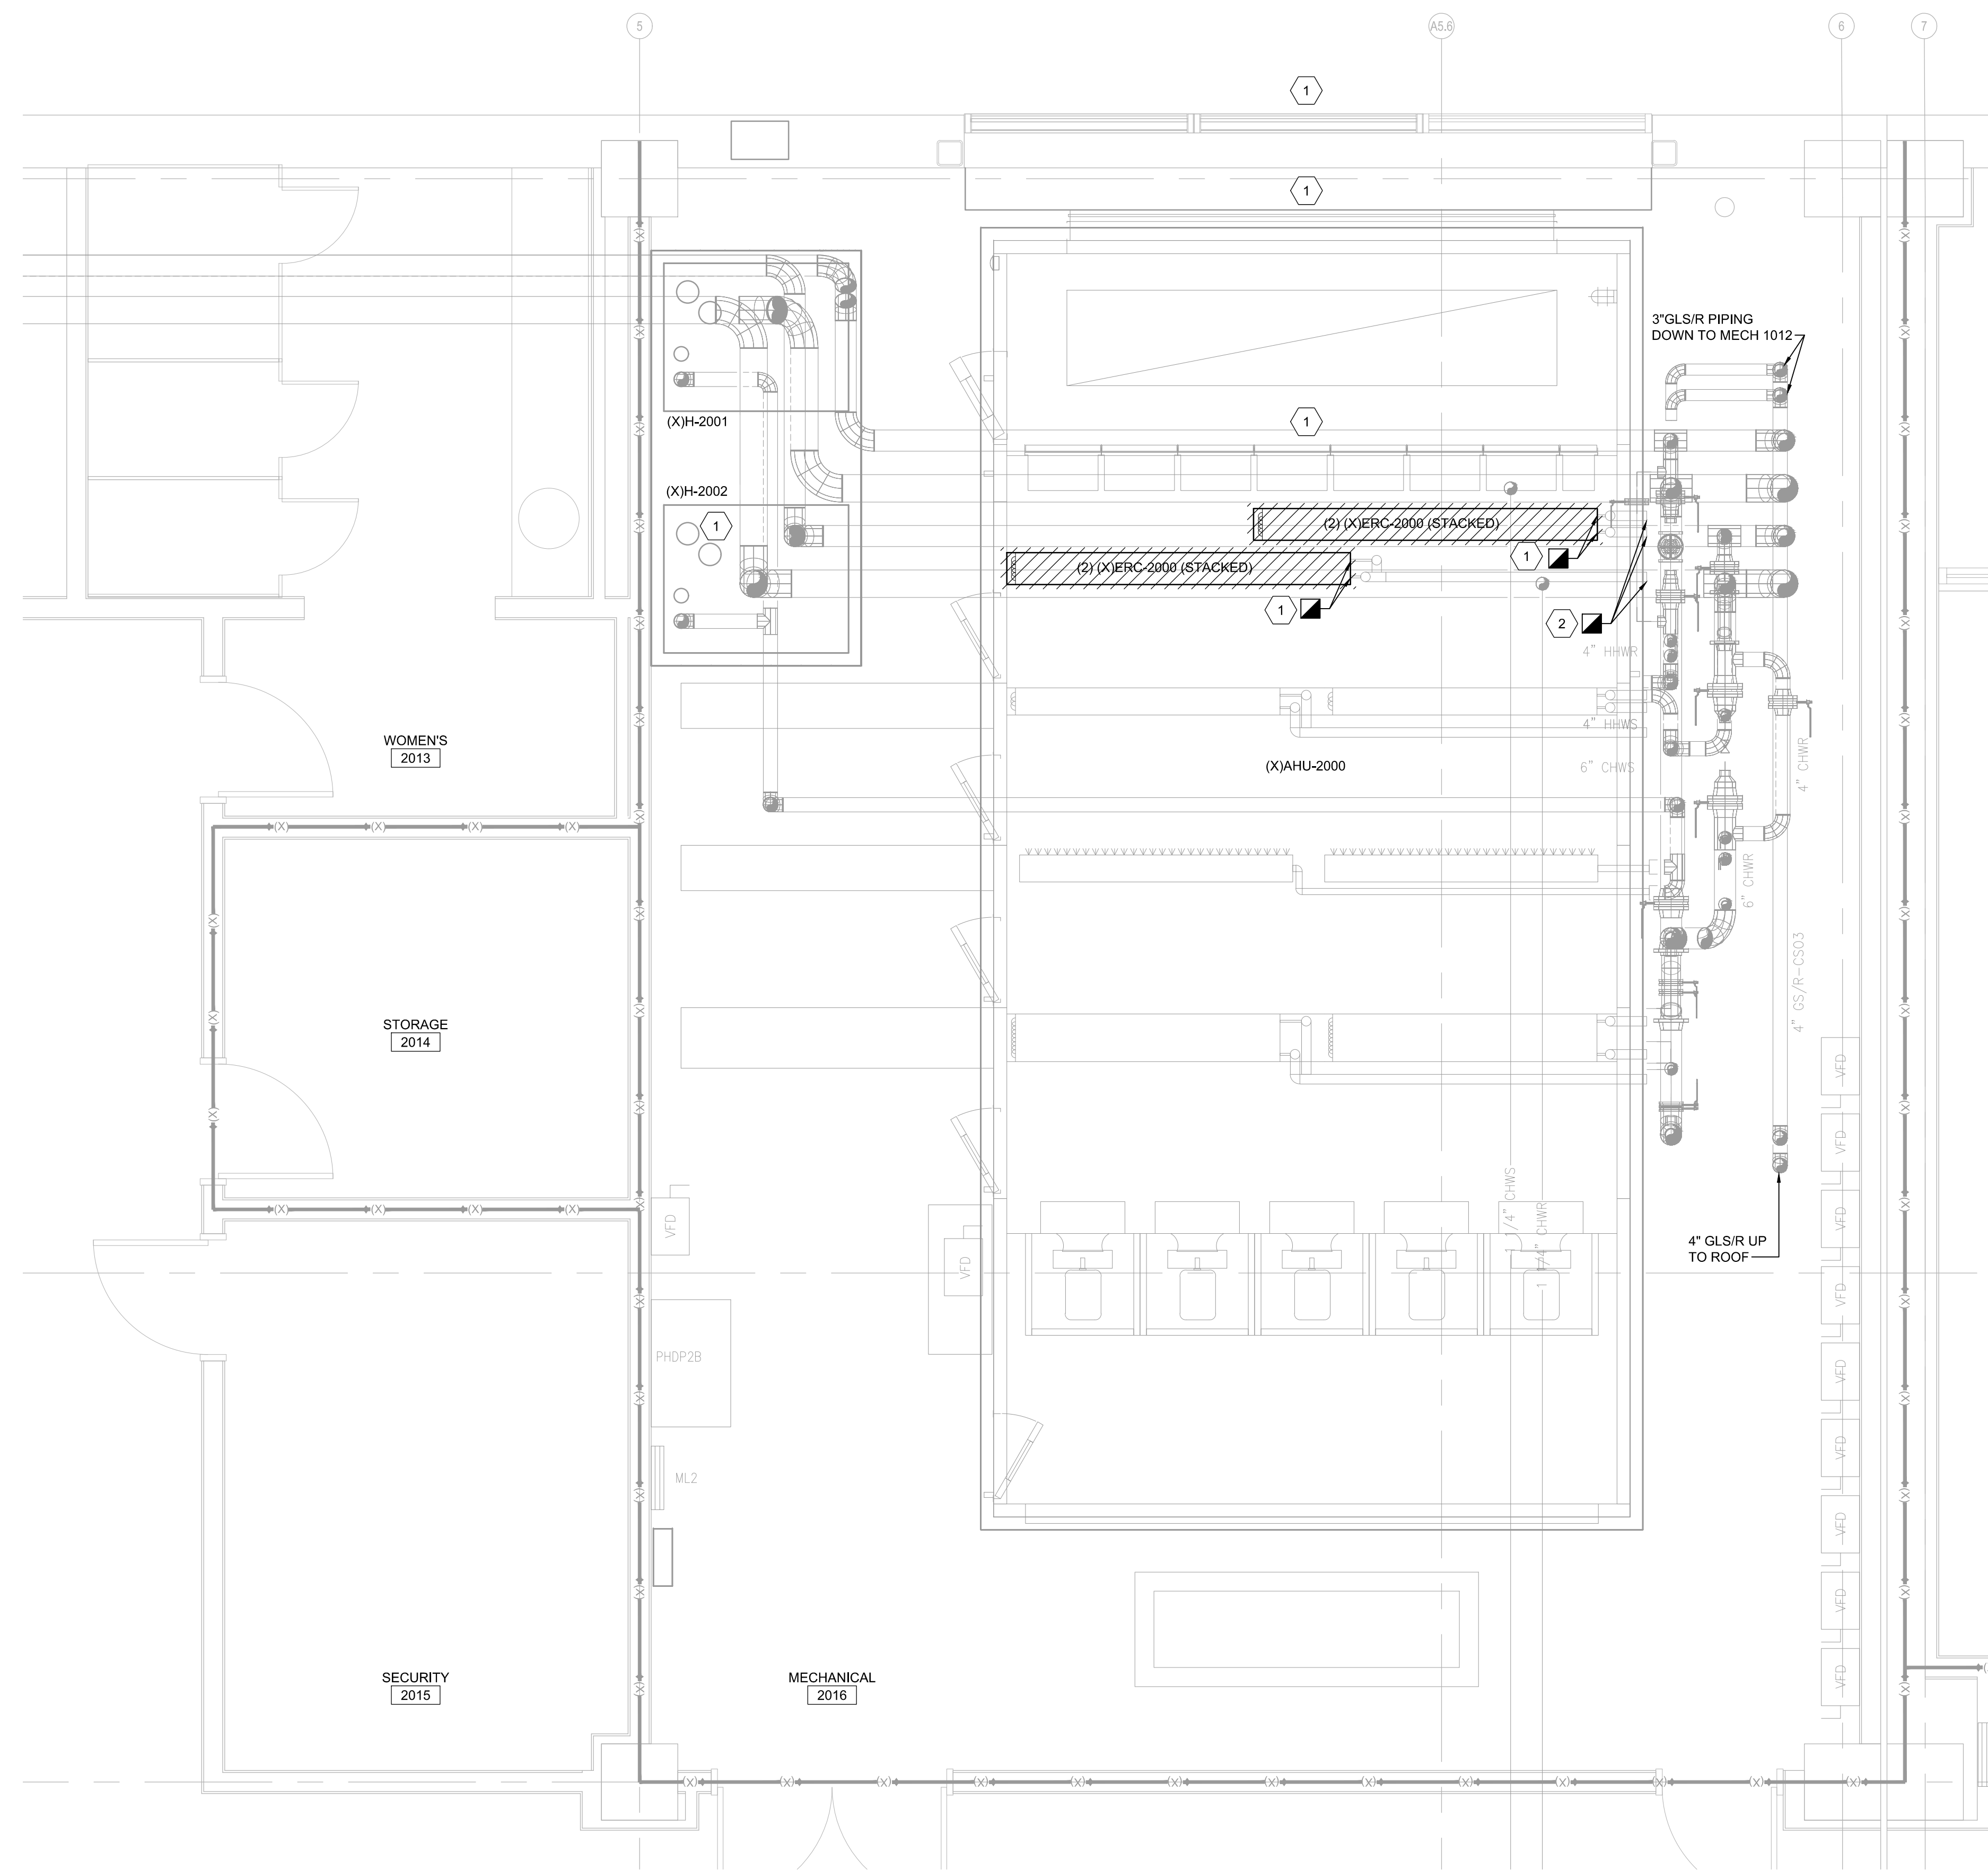 5
A5.6
6
7
1
1
3"GLS/R PIPING
DOWN TO MECH 1012
(X)H-2001
1
(X)H-2002
1
(2) (X)ERC-2000 (STACKED)
1
(2) (X)ERC-2000 (STACKED)
1
2
4" HHWR
4" HHWS
6" CHWS
4" CHWR
WOMEN'S
2013
(X)AHU-2000
6" CHWR
4" GS/R-CS03
STORAGE
2014
1 1/4" CHWS
1 1/4" CHWR
4" GLS/R UP
TO ROOF
VFD
VFD
VFD
VFD
VFD
VFD
VFD
VFD
VFD
VFD
VFD
PHDP2B
ML2
SECURITY
2015
MECHANICAL
2016
(X) (X) (X) (X)
(X) (X) (X) (X)
(X) (X) (X) (X) (X) (X) (X) (X) (X) (X) (X) (X) (X)